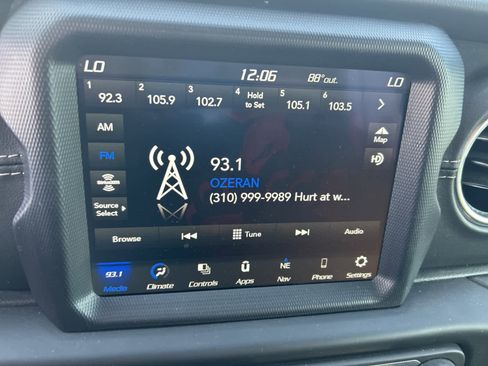 LO 12:06 88° out. LO
1 2 3 4 5 6
92.3 105.9 102.7 Hold to Set 105.1 103.5
AM
Map
FM
HD
93.1
OZERAN
(310) 999-9989 Hurt at w...
SiriusXM
Source Select
Browse Tune Audio
93.1 NE
Media Climate Controls Apps Nav Phone Settings